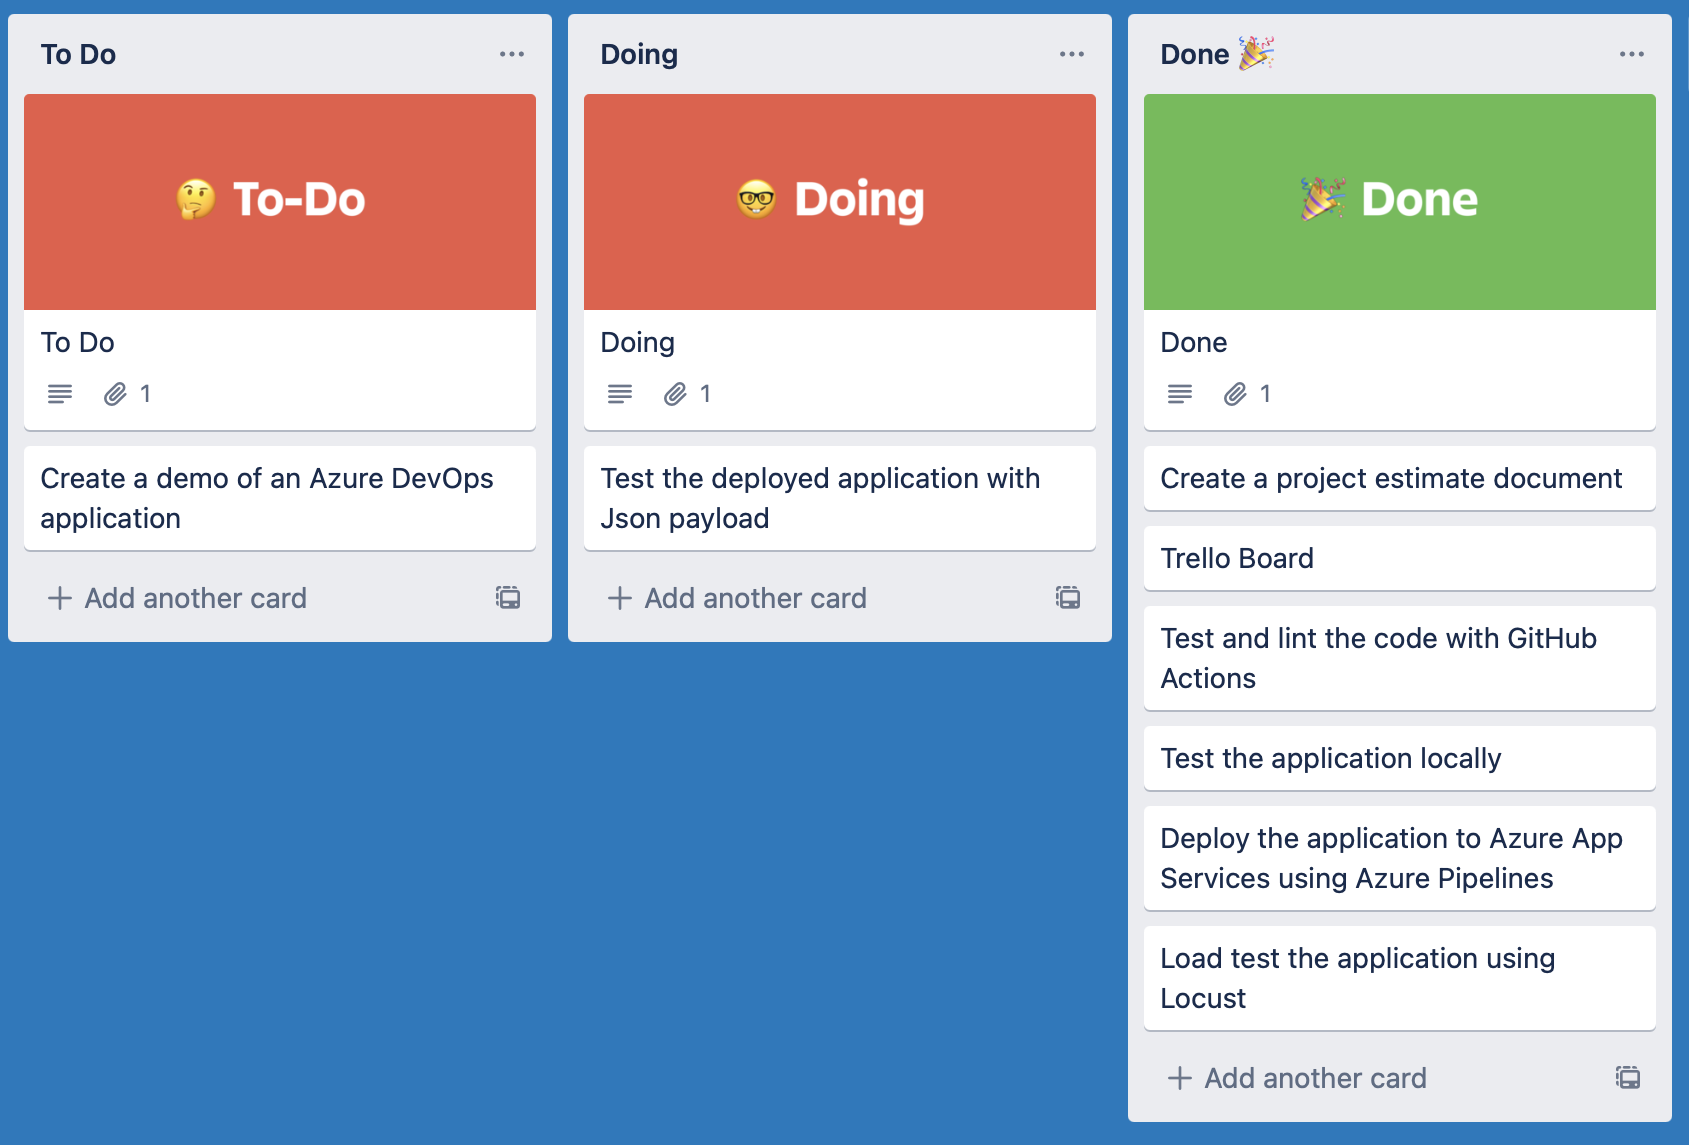 To Do
🤔 To-Do
To Do
1
Create a demo of an Azure DevOps
application
+ Add another card
Doing
🤓 Doing
Doing
1
Test the deployed application with
Json payload
+ Add another card
Done 🎉
🎉 Done
Done
1
Create a project estimate document
Trello Board
Test and lint the code with GitHub
Actions
Test the application locally
Deploy the application to Azure App
Services using Azure Pipelines
Load test the application using
Locust
+ Add another card